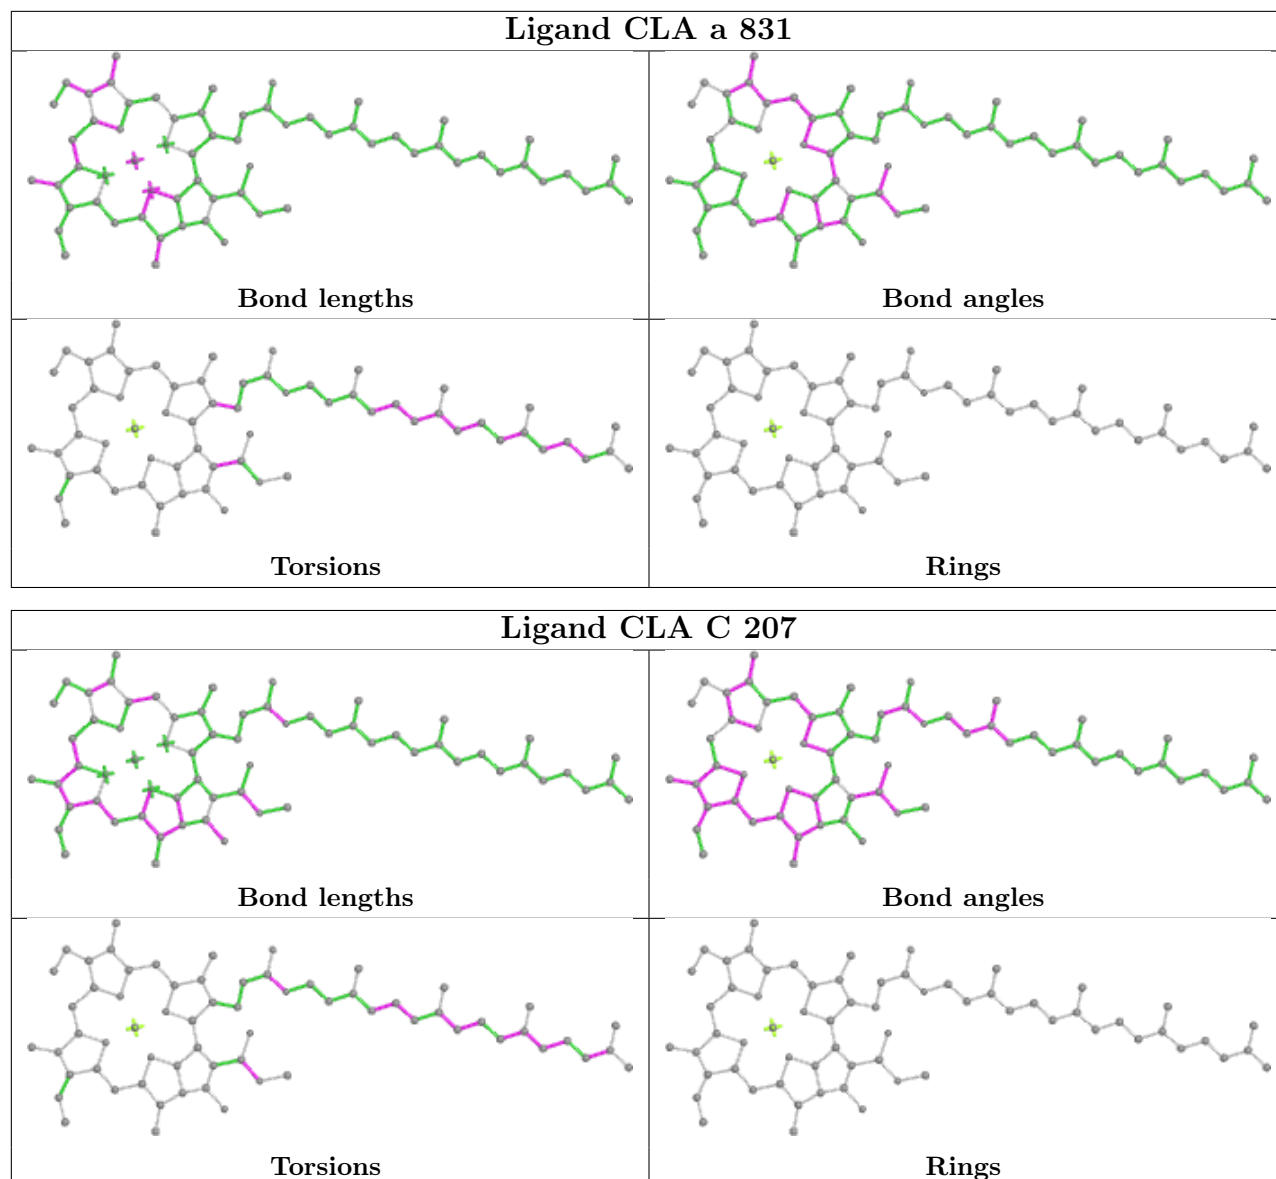 Ligand CLA a 831
Bond lengths
Bond angles
Torsions
Rings
Ligand CLA C 207
Bond lengths
Bond angles
Torsions
Rings